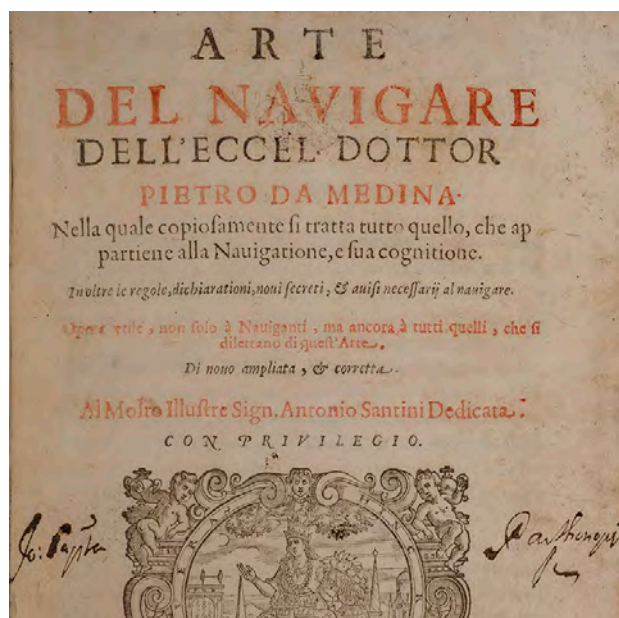 ARTE
DEL NAVIGARE
DELL'ECCEL. DOTTOR
PIETRO DA MEDINA.
Nella quale copioſamente ſi tratta tutto quello, che ap
partiene alla Nauigatione, e ſua cognitione.
Inoltre le regole, dichiarationi, noui ſecreti, & auiſi neceſſarij al nauigare.
Opera vtile, non ſolo à Nauiganti, ma ancora à tutti quelli, che ſi
dilettano di queſt'Arte.
Di nouo ampliata, & corretta.
Al Molto Illuſtre Sign. Antonio Santini Dedicata.
CON PRIVILEGIO.